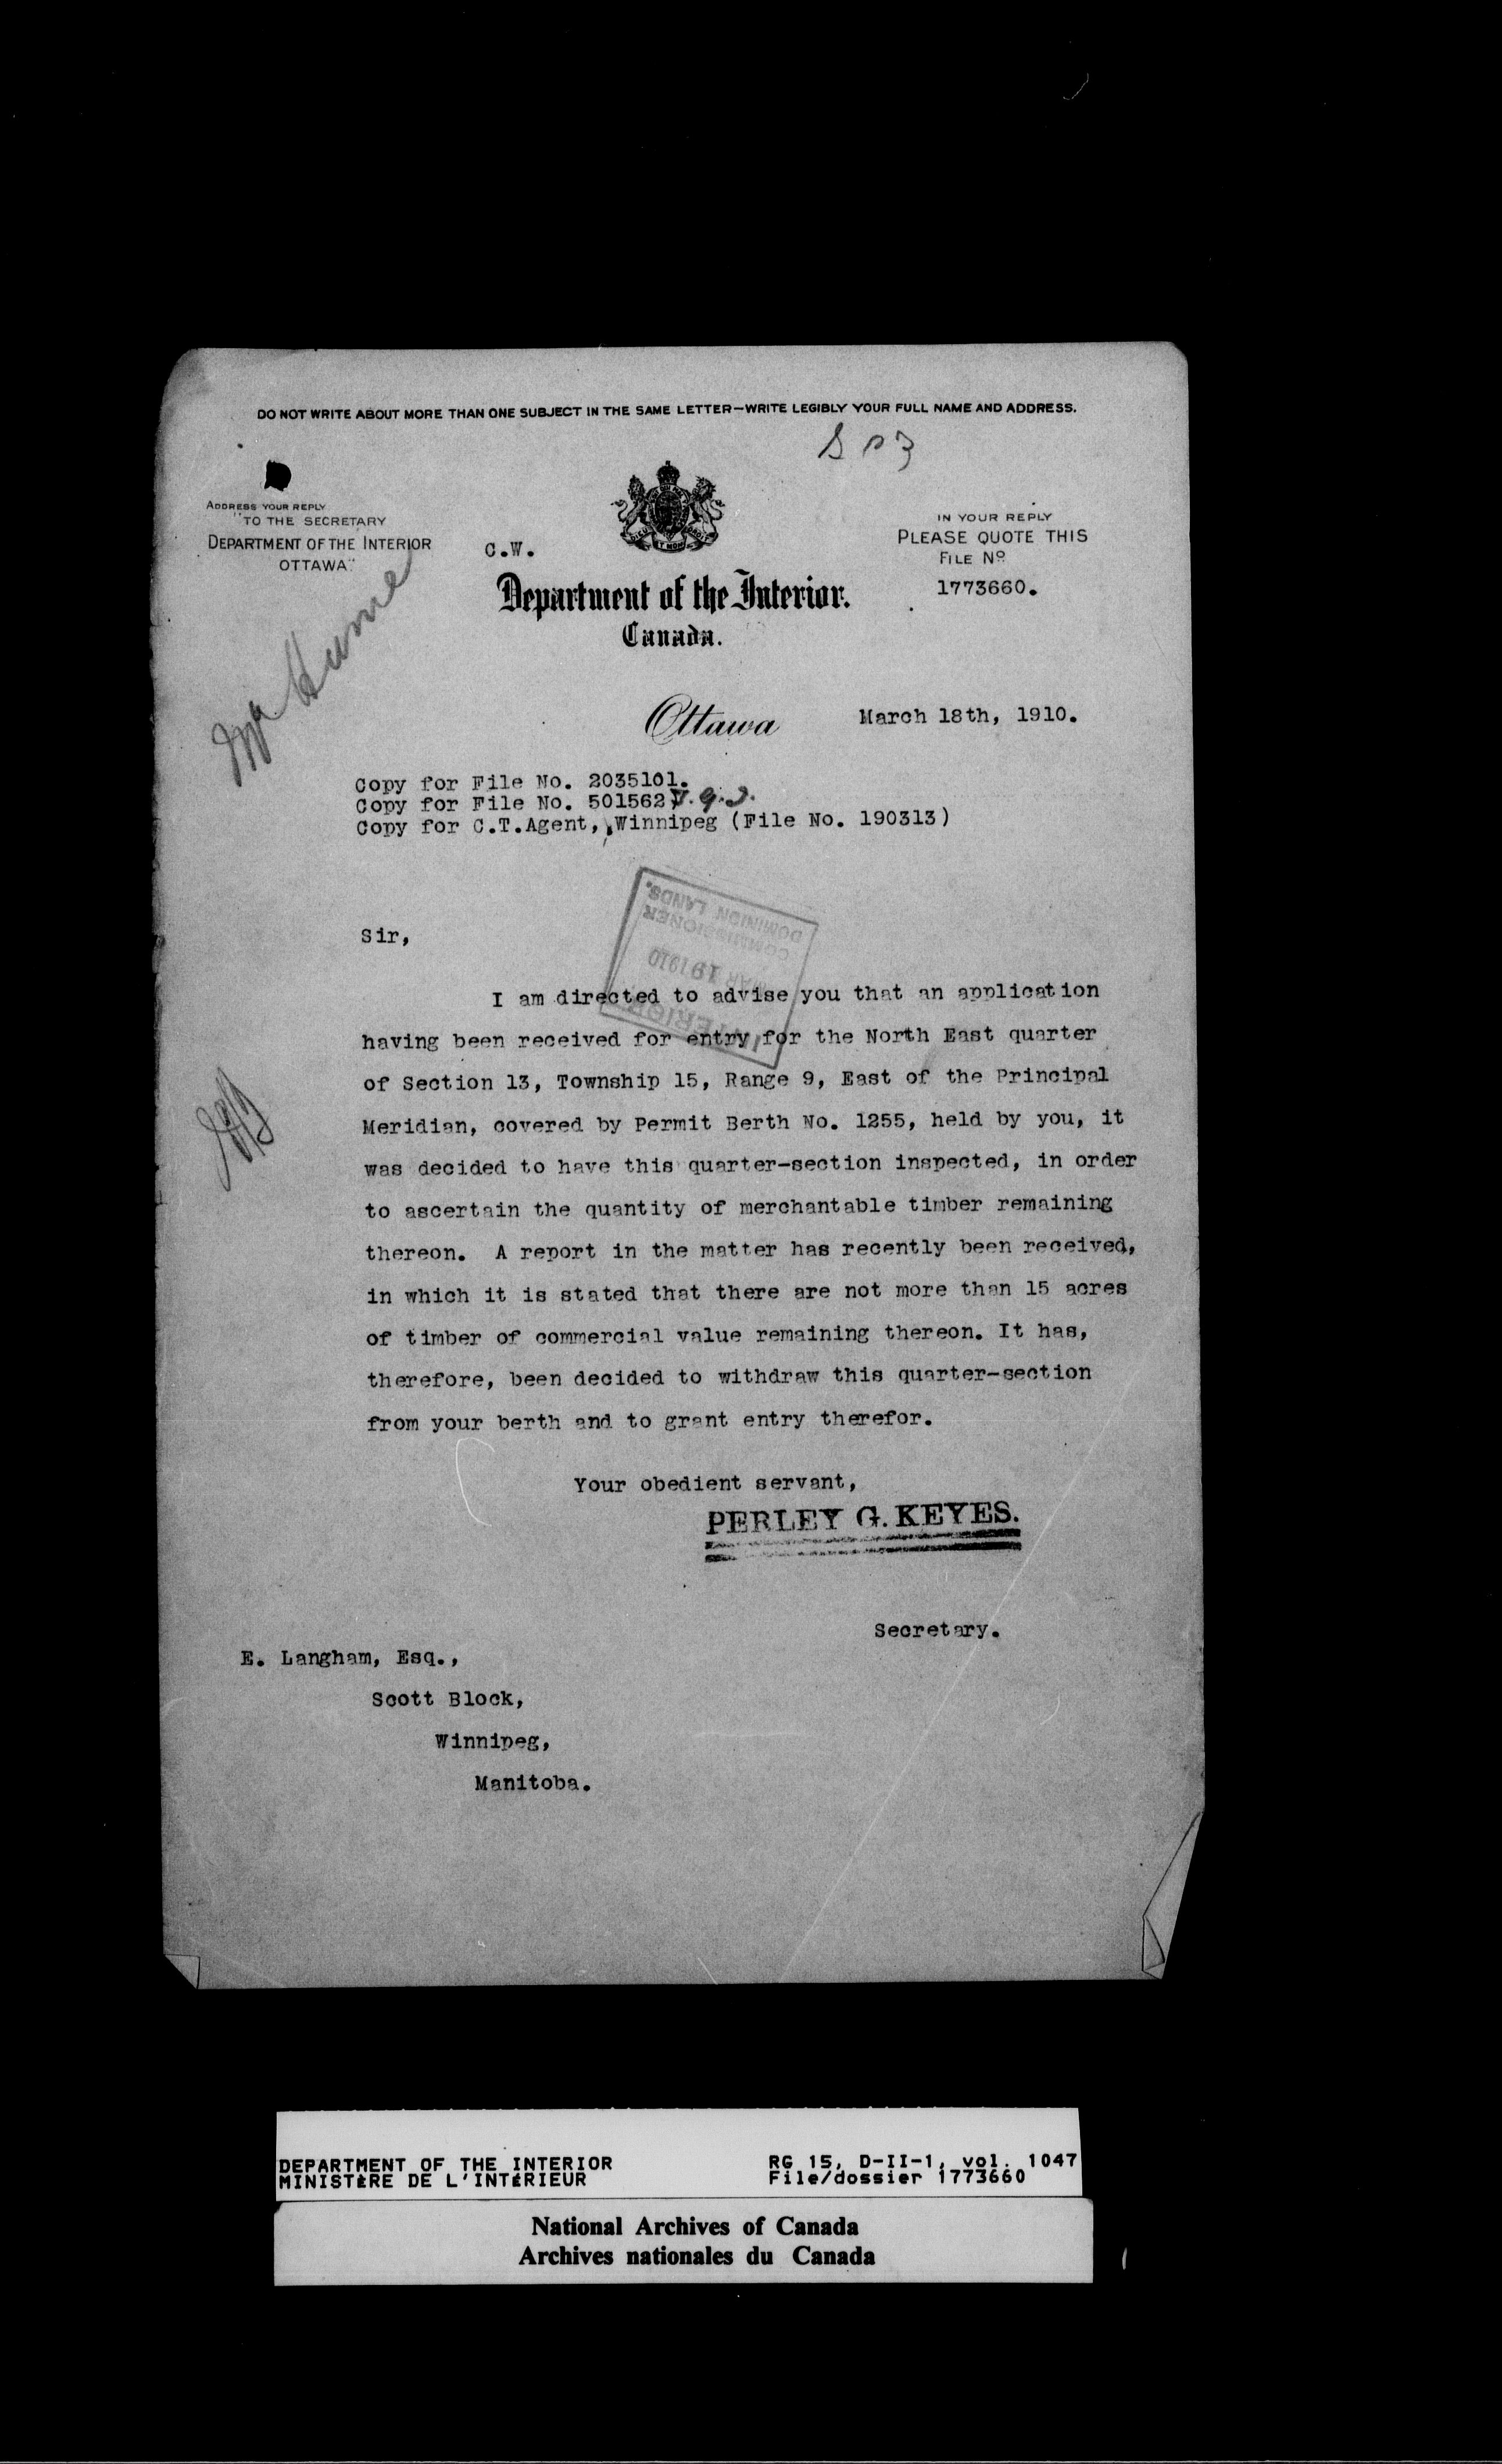 DO NOT WRITE ABOUT MORE THAN ONE SUBJECT IN THE SAME LETTER—WRITE LEGIBLY YOUR FULL NAME AND ADDRESS.
ADDRESS YOUR REPLY
"TO THE SECRETARY
DEPARTMENT OF THE INTERIOR
OTTAWA"
C.W.
IN YOUR REPLY
PLEASE QUOTE THIS
FILE No
1773660.
Department of the Interior.
Canada.
Mr Hume
Ottawa March 18th, 1910.
Copy for File No. 2035101.
Copy for File No. 501562
Copy for C.T.Agent, Winnipeg (File No. 190313)
DOMINION LANDS.
COMMISSIONER
MAR 19 1910
INTERIOR
Sir,
I am directed to advise you that an application
having been received for entry for the North East quarter
of Section 13, Township 15, Range 9, East of the Principal
Meridian, covered by Permit Berth No. 1255, held by you, it
was decided to have this quarter-section inspected, in order
to ascertain the quantity of merchantable timber remaining
thereon. A report in the matter has recently been received,
in which it is stated that there are not more than 15 acres
of timber of commercial value remaining thereon. It has,
therefore, been decided to withdraw this quarter-section
from your berth and to grant entry therefor.
Your obedient servant,
PERLEY G. KEYES.
Secretary.
E. Langham, Esq.,
Scott Block,
Winnipeg,
Manitoba.
DEPARTMENT OF THE INTERIOR RG 15, D-II-1, vol. 1047
MINISTÈRE DE L'INTÉRIEUR File/dossier 1773660
National Archives of Canada
Archives nationales du Canada